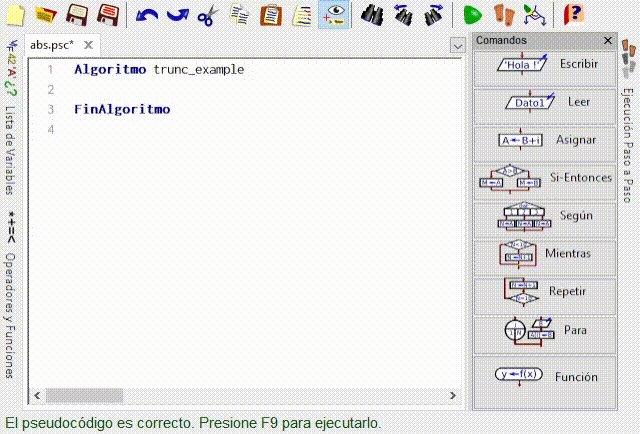 abs.psc*
1 Algoritmo trunc_example
2
3 FinAlgoritmo
4
Lista de Variables
*+=< Operadores y Funciones
Comandos
'Hola !' Escribir
Dato1 Leer
A←B+i Asignar
A>B M←A M←B Si-Entonces
Según
Mientras
Repetir
Para
y←f(x) Función
Ejecución Paso a Paso
El pseudocódigo es correcto. Presione F9 para ejecutarlo.